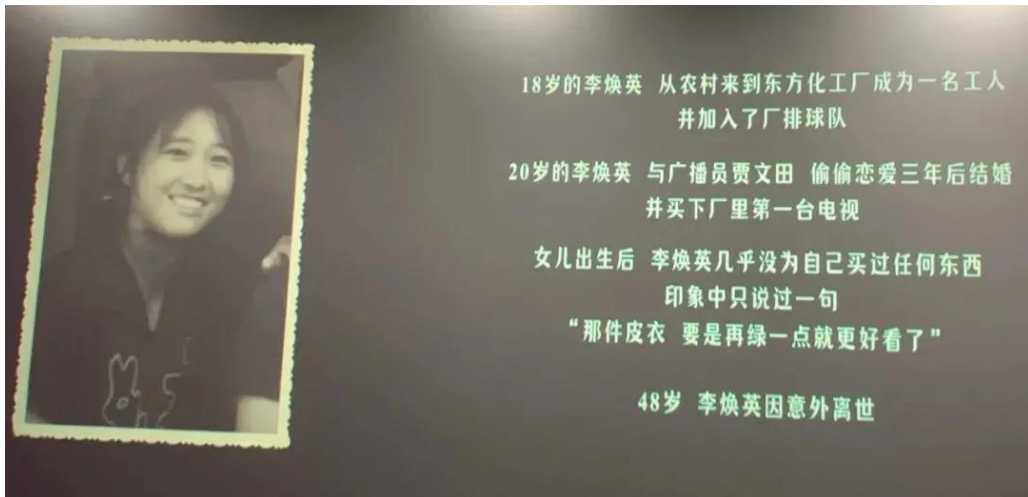 18岁的李焕英 从农村来到东方化工厂成为一名工人
并加入了厂排球队
20岁的李焕英 与广播员贾文田 偷偷恋爱三年后结婚
并买下厂里第一台电视
女儿出生后 李焕英几乎没为自己买过任何东西
印象中只说过一句
“那件皮衣 要是再绿一点就更好看了”
48岁 李焕英因意外离世